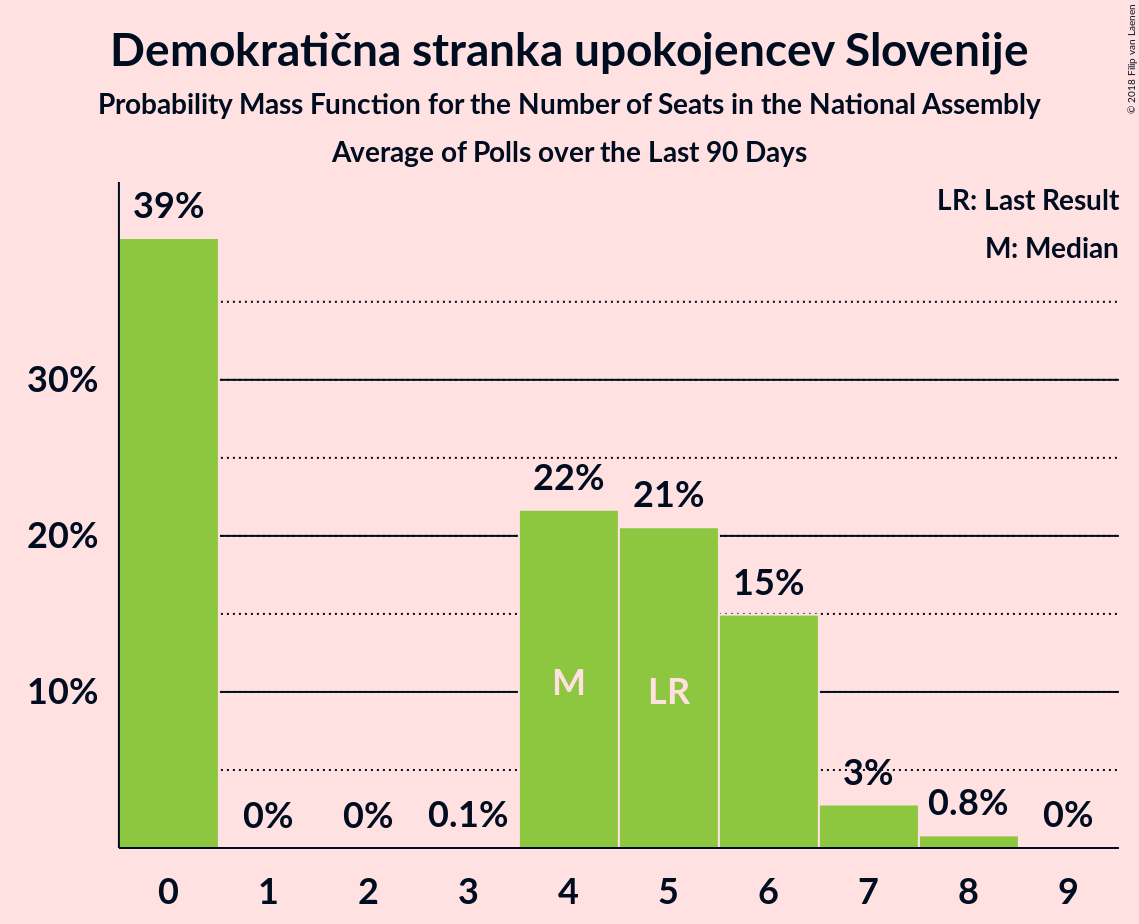 Demokratična stranka upokojencev Slovenije
Probability Mass Function for the Number of Seats in the National Assembly
Average of Polls over the Last 90 Days
© 2018 Filip van Laenen
LR: Last Result
M: Median
39%
30%
22%
21%
20%
15%
M
LR
10%
3%
0.8%
0%
0%
0.1%
0%
0 1 2 3 4 5 6 7 8 9